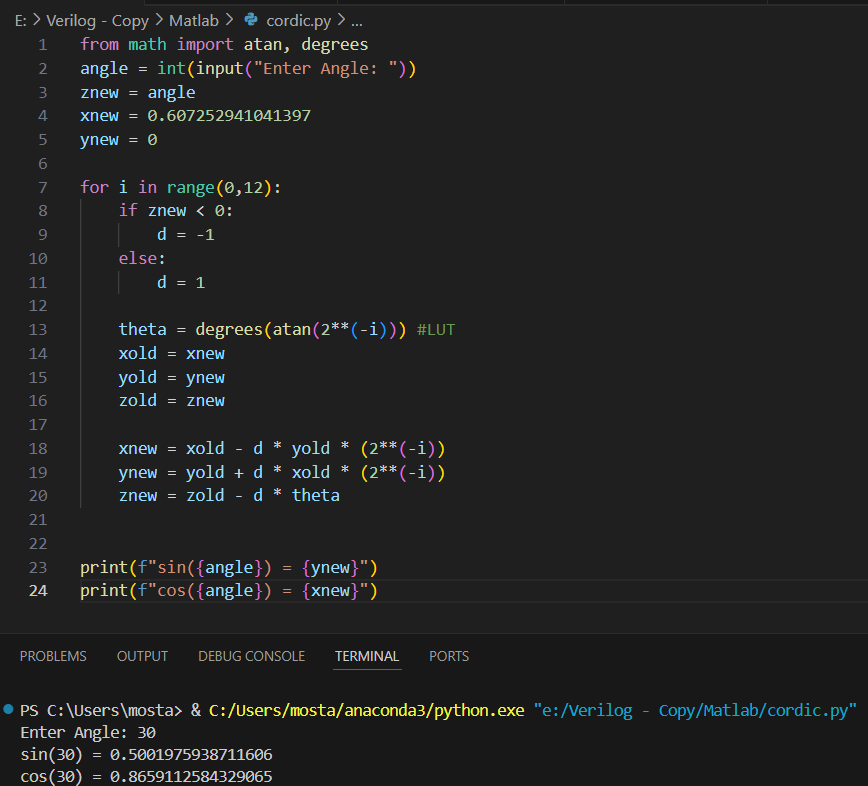 E: > Verilog - Copy > Matlab > cordic.py > ...
1 from math import atan, degrees
2 angle = int(input("Enter Angle: "))
3 znew = angle
4 xnew = 0.607252941041397
5 ynew = 0
6
7 for i in range(0,12):
8     if znew < 0:
9         d = -1
10     else:
11         d = 1
12
13     theta = degrees(atan(2**(-i))) #LUT
14     xold = xnew
15     yold = ynew
16     zold = znew
17
18     xnew = xold - d * yold * (2**(-i))
19     ynew = yold + d * xold * (2**(-i))
20     znew = zold - d * theta
21
22
23 print(f"sin({angle}) = {ynew}")
24 print(f"cos({angle}) = {xnew}")
PROBLEMS OUTPUT DEBUG CONSOLE TERMINAL PORTS
PS C:\Users\mosta> & C:/Users/mosta/anaconda3/python.exe "e:/Verilog - Copy/Matlab/cordic.py"
Enter Angle: 30
sin(30) = 0.5001975938711606
cos(30) = 0.8659112584329065